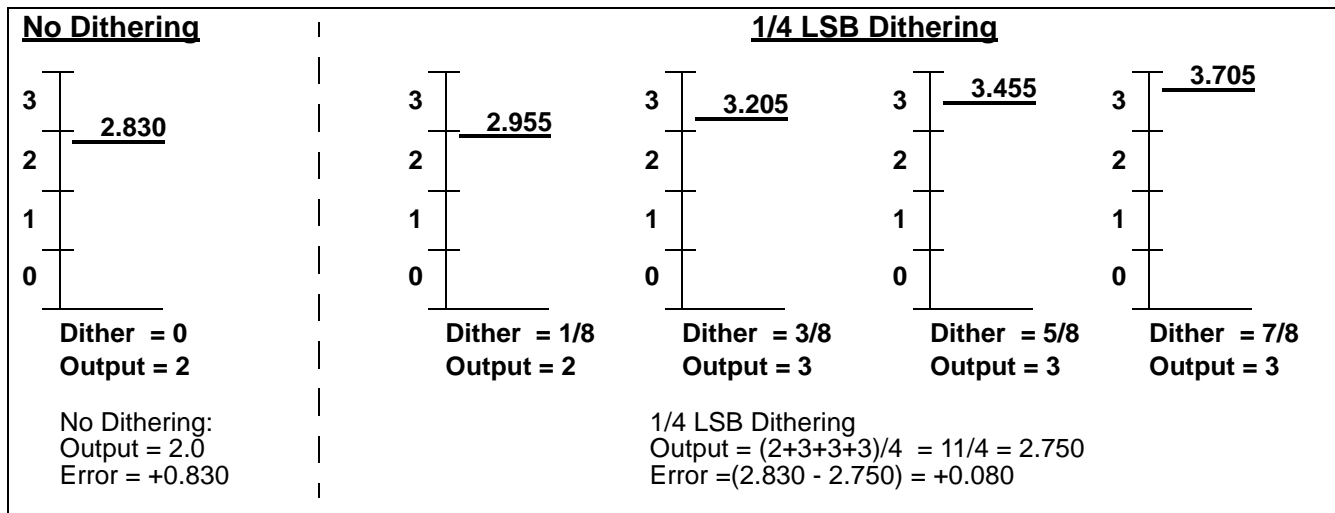 No Dithering
1/4 LSB Dithering
3
2.830
2
1
0
Dither = 0
Output = 2
3
2.955
2
1
0
Dither = 1/8
Output = 2
3
3.205
2
1
0
Dither = 3/8
Output = 3
3
3.455
2
1
0
Dither = 5/8
Output = 3
3
3.705
2
1
0
Dither = 7/8
Output = 3
No Dithering:
Output = 2.0
Error = +0.830
1/4 LSB Dithering
Output = (2+3+3+3)/4 = 11/4 = 2.750
Error =(2.830 - 2.750) = +0.080